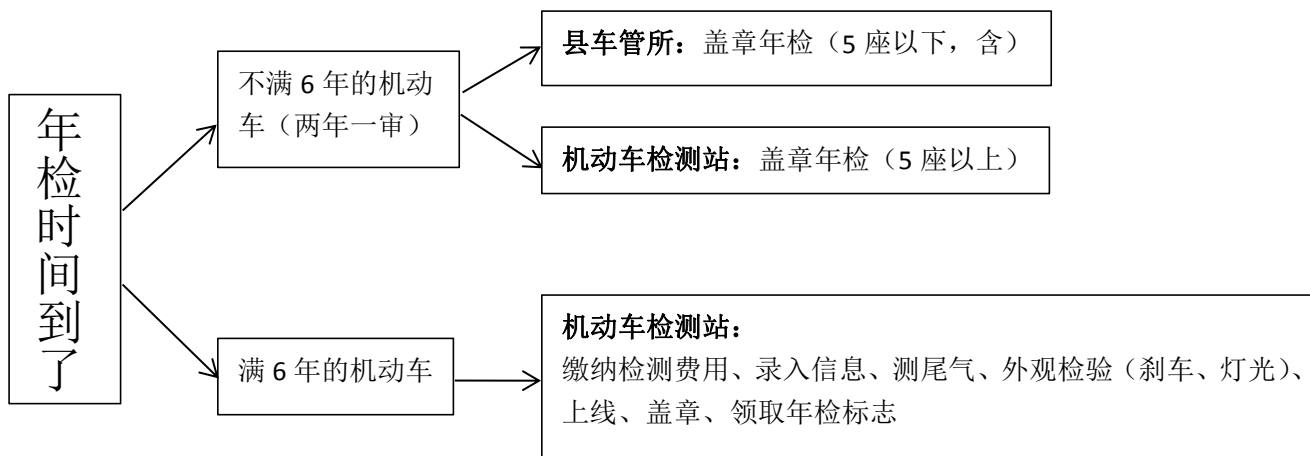 年检时间到了
不满 6 年的机动
车（两年一审）
县车管所：盖章年检（5 座以下，含）
机动车检测站：盖章年检（5 座以上）
满 6 年的机动车
机动车检测站：
缴纳检测费用、录入信息、测尾气、外观检验（刹车、灯光）、
上线、盖章、领取年检标志